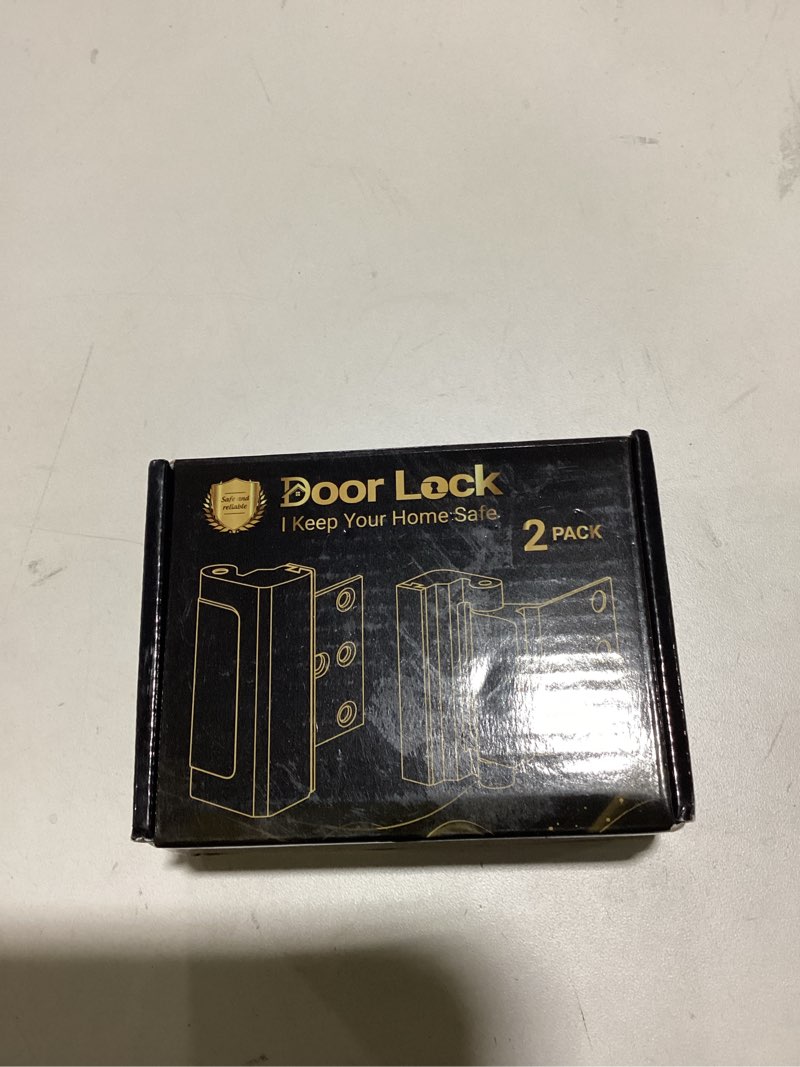 Safe and
reliable
Door Lock
I Keep Your Home Safe
2 PACK